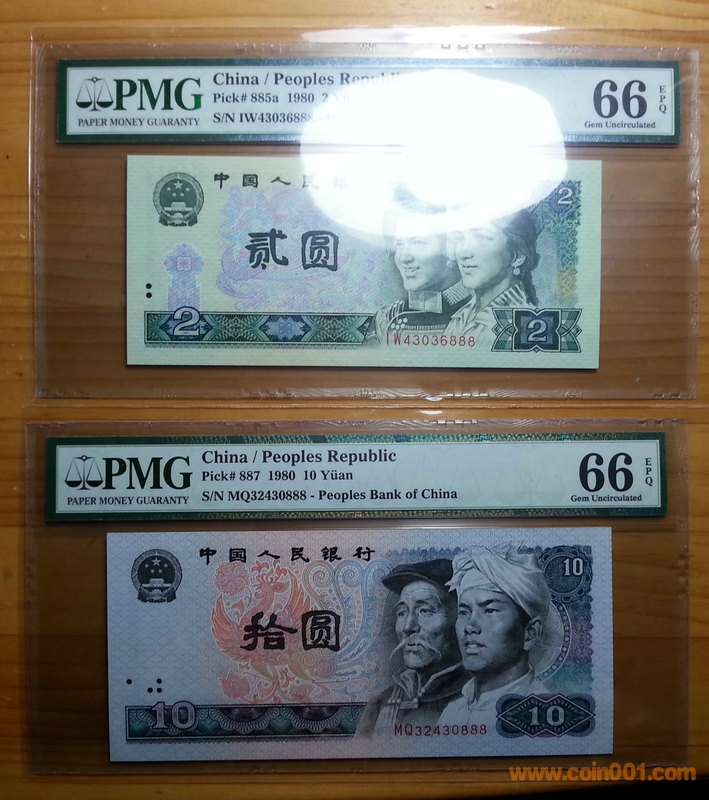 PMG
PAPER MONEY GUARANTY
China / Peoples Republic
Pick# 885a 1980 2
S/N IW43036888
66 EPQ
Gem Uncirculated
中国人民银
2
贰圆
2
IW43036888
2
PMG
PAPER MONEY GUARANTY
China / Peoples Republic
Pick# 887 1980 10 Yüan
S/N MQ32430888 - Peoples Bank of China
66 EPQ
Gem Uncirculated
中国人民银行
10
拾圆
10
MQ32430888
10
www.coin001.com